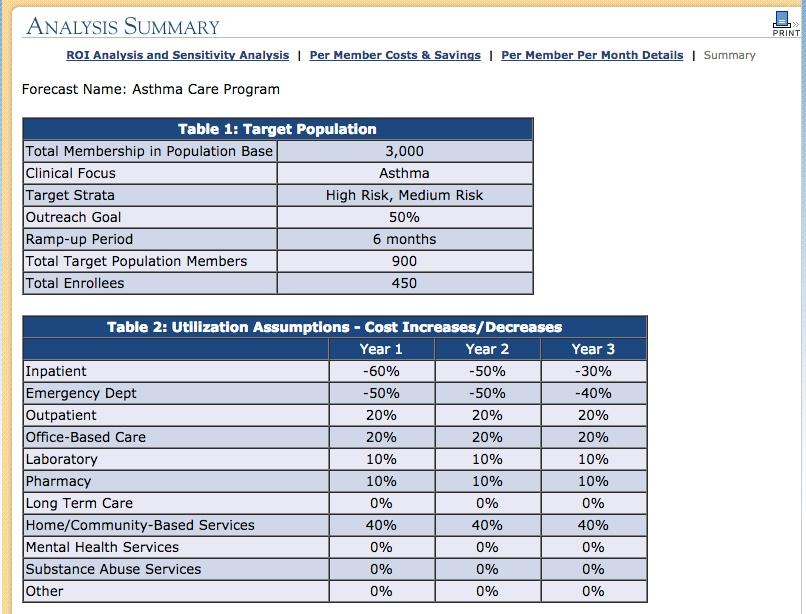 ANALYSIS SUMMARY
PRINT
ROI Analysis and Sensitivity Analysis | Per Member Costs & Savings | Per Member Per Month Details | Summary
Forecast Name: Asthma Care Program
Table 1: Target Population
Total Membership in Population Base 3,000
Clinical Focus Asthma
Target Strata High Risk, Medium Risk
Outreach Goal 50%
Ramp-up Period 6 months
Total Target Population Members 900
Total Enrollees 450
Table 2: Utilization Assumptions - Cost Increases/Decreases
Year 1 Year 2 Year 3
Inpatient -60% -50% -30%
Emergency Dept -50% -50% -40%
Outpatient 20% 20% 20%
Office-Based Care 20% 20% 20%
Laboratory 10% 10% 10%
Pharmacy 10% 10% 10%
Long Term Care 0% 0% 0%
Home/Community-Based Services 40% 40% 40%
Mental Health Services 0% 0% 0%
Substance Abuse Services 0% 0% 0%
Other 0% 0% 0%